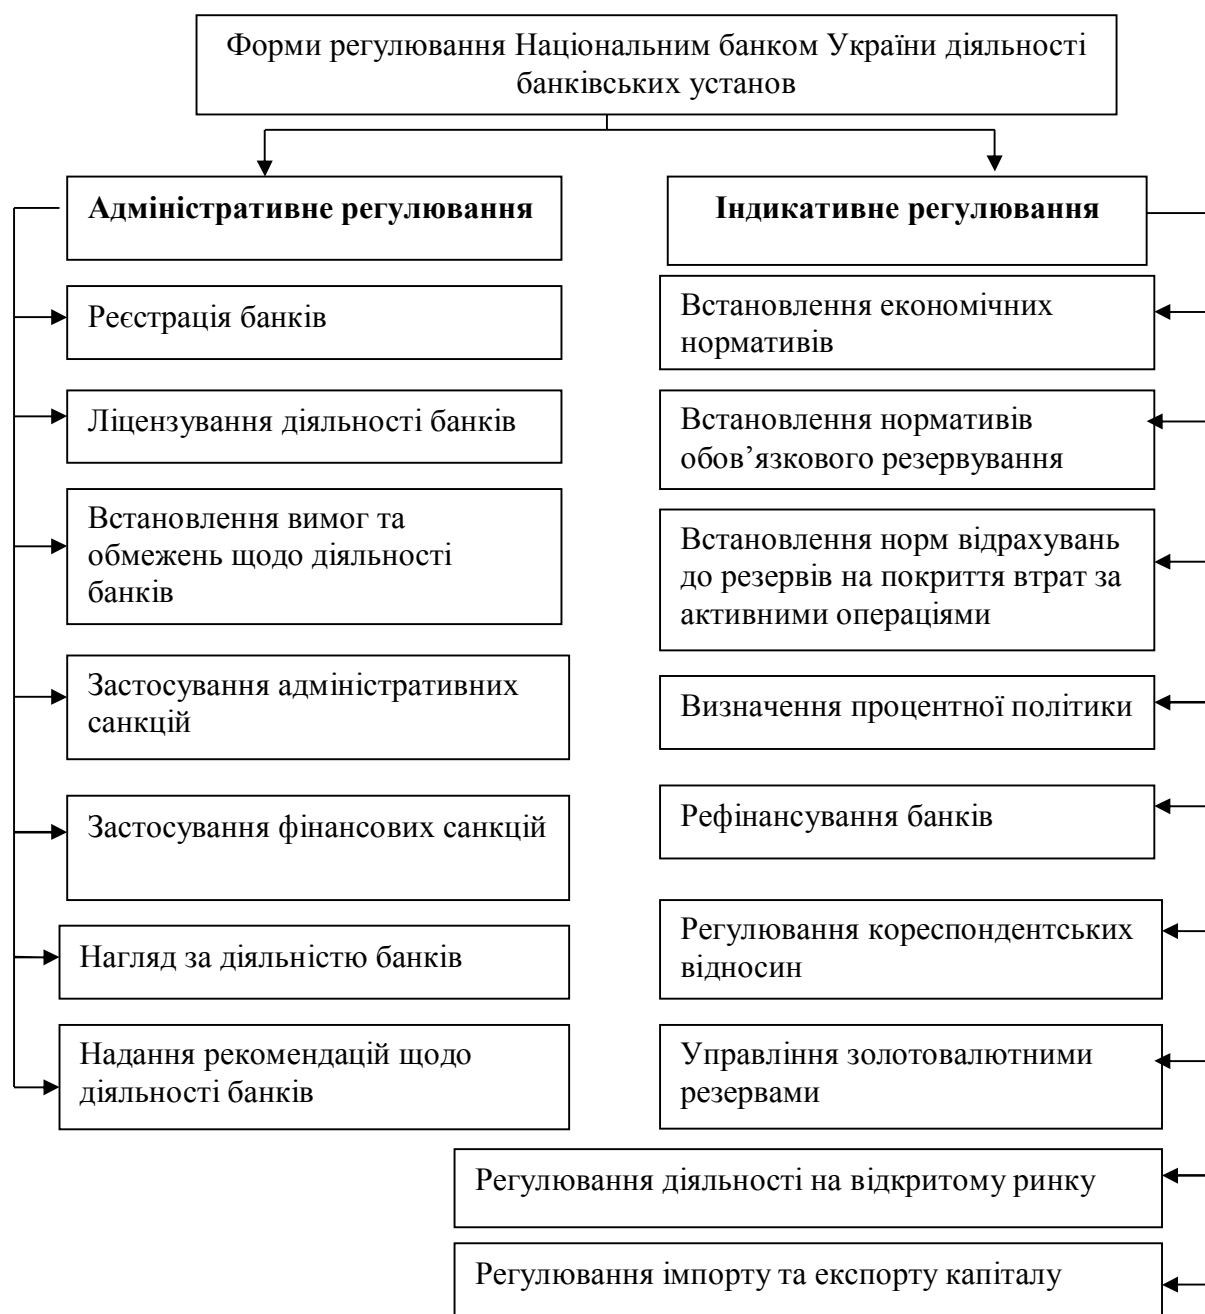 Форми регулювання Національним банком України діяльності
банківських установ
Адміністративне регулювання
Реєстрація банків
Ліцензування діяльності банків
Встановлення вимог та
обмежень щодо діяльності
банків
Застосування адміністративних
санкцій
Застосування фінансових санкцій
Нагляд за діяльністю банків
Надання рекомендацій щодо
діяльності банків
Індикативне регулювання
Встановлення економічних
нормативів
Встановлення нормативів
обов’язкового резервування
Встановлення норм відрахувань
до резервів на покриття втрат за
активними операціями
Визначення процентної політики
Рефінансування банків
Регулювання кореспондентських
відносин
Управління золотовалютними
резервами
Регулювання діяльності на відкритому ринку
Регулювання імпорту та експорту капіталу